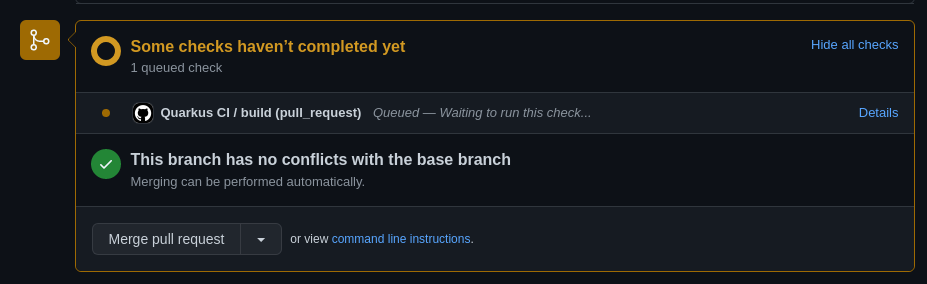 Some checks haven’t completed yet
Hide all checks
1 queued check
Quarkus CI / build (pull_request) Queued — Waiting to run this check...
Details
This branch has no conflicts with the base branch
Merging can be performed automatically.
Merge pull request
or view command line instructions.